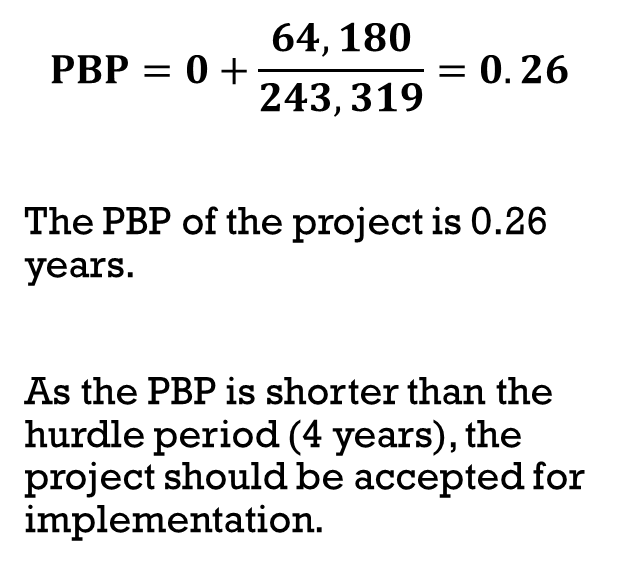 PBP = 0 + 64,180 / 243,319 = 0.26
The PBP of the project is 0.26
years.
As the PBP is shorter than the
hurdle period (4 years), the
project should be accepted for
implementation.